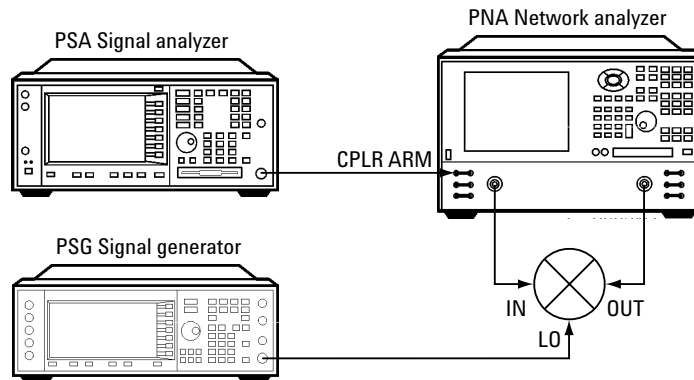 PNA Network analyzer
PSA Signal analyzer
CPLR ARM
PSG Signal generator
IN
OUT
LO